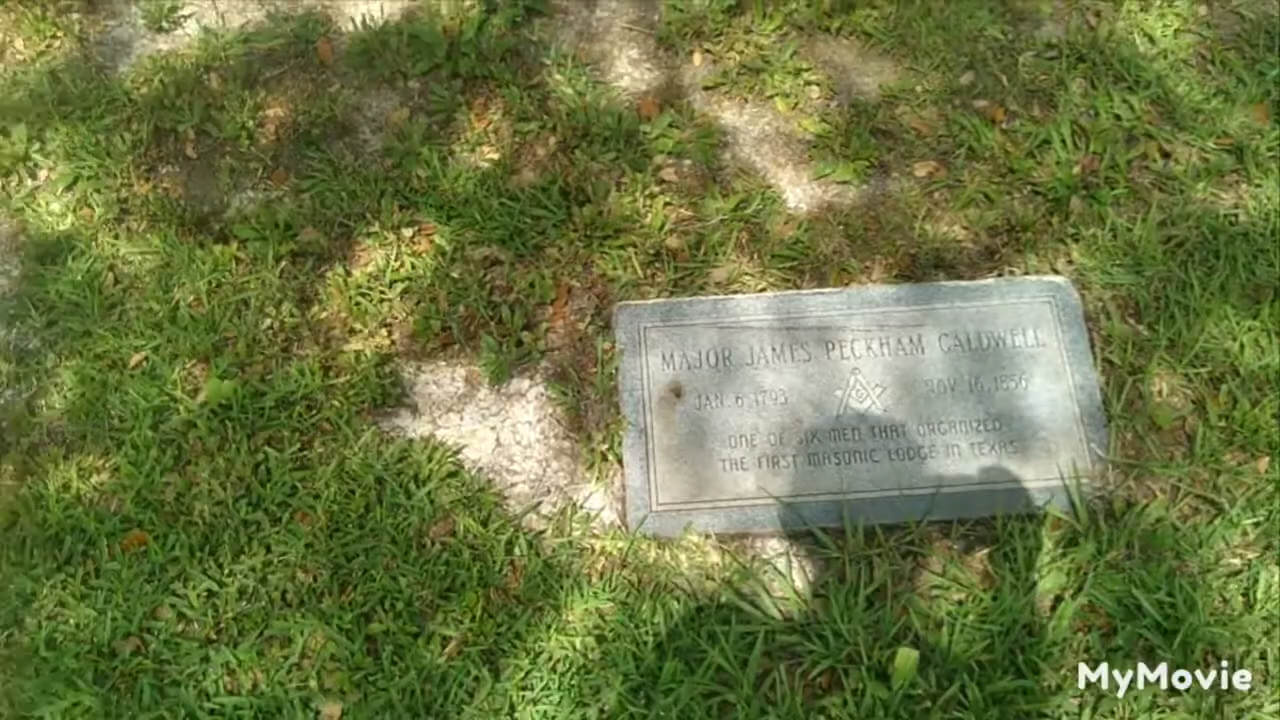 MAJOR JAMES PECKHAM CALDWELL
JAN. 6, 1793 G NOV 16, 1856
ONE OF SIX MEN THAT ORGANIZED
THE FIRST MASONIC LODGE IN TEXAS
MyMovie